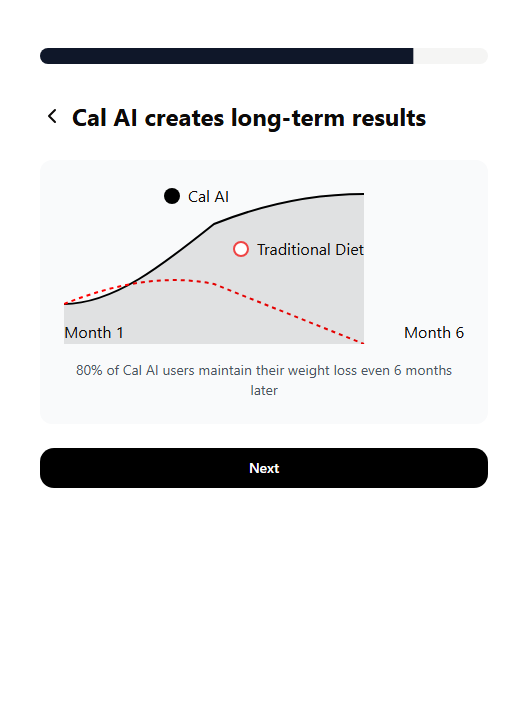 Cal AI creates long-term results
Cal AI
Traditional Diet
Month 1
Month 6
80% of Cal AI users maintain their weight loss even 6 months
later
Next